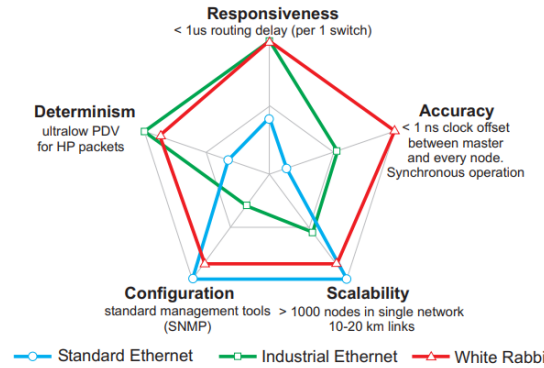 Responsiveness
< 1us routing delay (per 1 switch)
Determism
ultralow PDV
for HP packets
Accuracy
< 1 ns clock offset
between master
and every node.
Synchronous operation
Configuration
standard management tools
(SNMP)
Scalability
> 1000 nodes in single network
10-20 km links
Standard Ethernet
Industrial Ethernet
White Rabbi